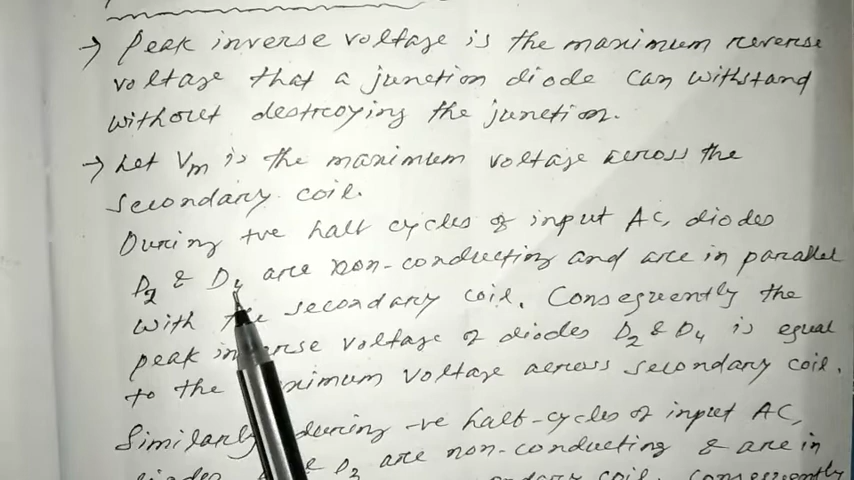 → Peak inverse voltage is the maximum reverse
voltage that a junction diode can withstand
without destroying the junction.
→ Let Vm is the maximum voltage across the
secondary coil.
During +ve half cycles of input AC, diodes
D2 & D4 are non-conducting and are in parallel
with the secondary coil. Consequently the
peak inverse voltage of diodes D2 & D4 is equal
to the maximum voltage across secondary coil.
Similarly during -ve half-cycles of input AC,
diodes & D3 are non-conducting & are in
coil. Consequently